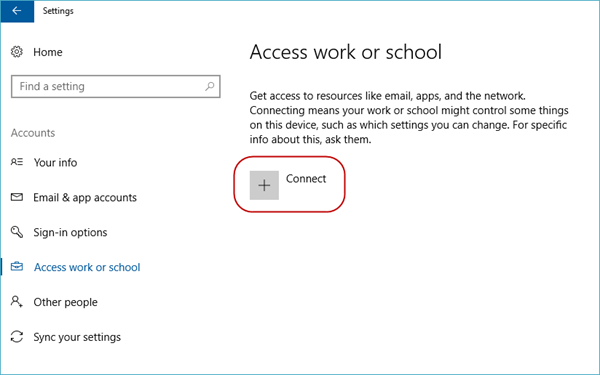 Settings
Home
Find a setting
Accounts
Your info
Email & app accounts
Sign-in options
Access work or school
Other people
Sync your settings
Access work or school
Get access to resources like email, apps, and the network.
Connecting means your work or school might control some things
on this device, such as which settings you can change. For specific
info about this, ask them.
Connect